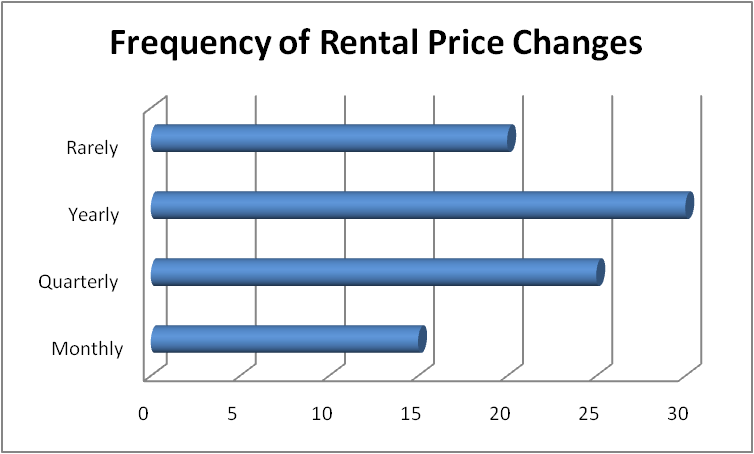 Frequency of Rental Price Changes
Rarely
Yearly
Quarterly
Monthly
0 5 10 15 20 25 30